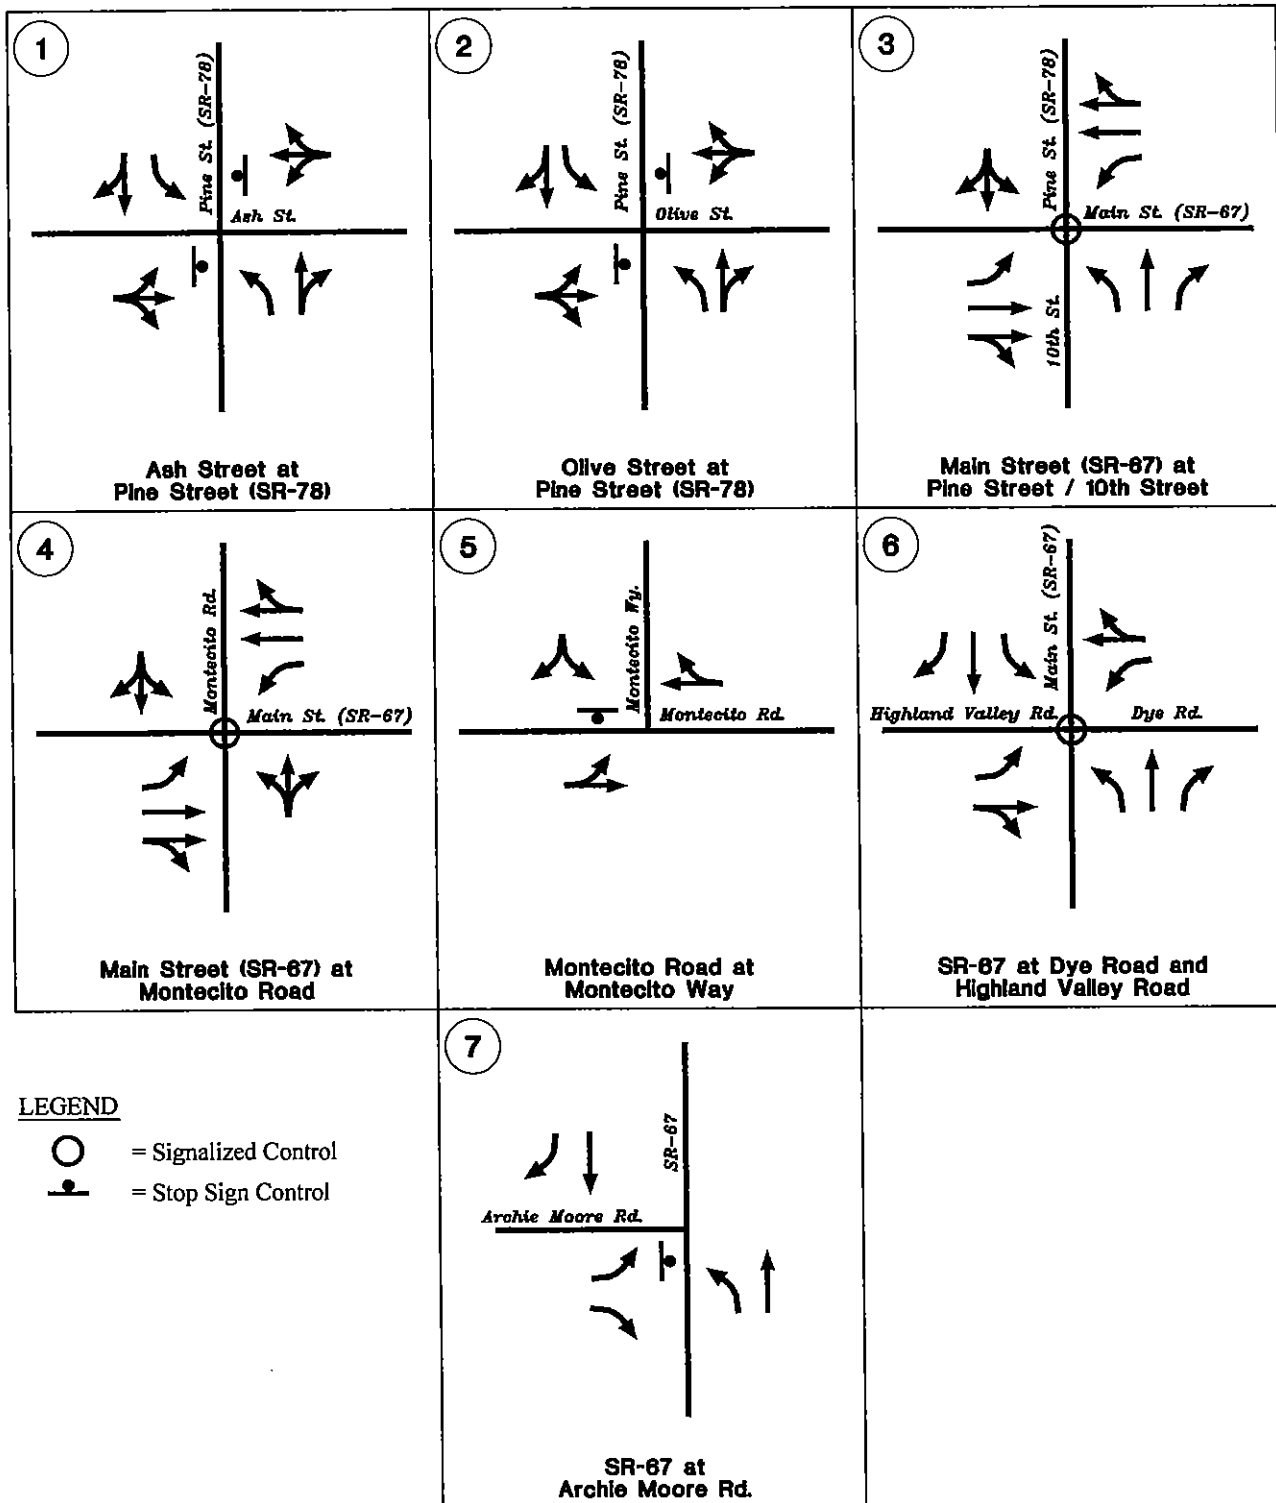 1
Pine St. (SR-78)
Ash St.
Ash Street at
Pine Street (SR-78)
2
Pine St. (SR-78)
Olive St.
Olive Street at
Pine Street (SR-78)
3
Pine St. (SR-78)
Main St. (SR-67)
10th St.
Main Street (SR-67) at
Pine Street / 10th Street
4
Montecito Rd.
Main St. (SR-67)
Main Street (SR-67) at
Montecito Road
5
Montecito Wy.
Montecito Rd.
Montecito Road at
Montecito Way
6
Main St. (SR-67)
Highland Valley Rd.
Dye Rd.
SR-67 at Dye Road and
Highland Valley Road
7
SR-67
Archie Moore Rd.
SR-67 at
Archie Moore Rd.
LEGEND
= Signalized Control
= Stop Sign Control